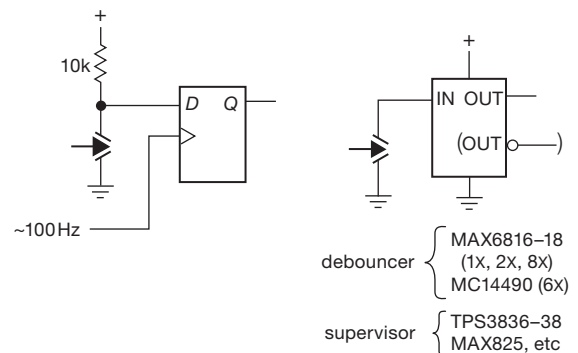 +
10k
D Q
~100Hz
+
IN OUT
(OUT )
debouncer { MAX6816–18
(1x, 2x, 8x)
MC14490 (6x)
supervisor { TPS3836–38
MAX825, etc